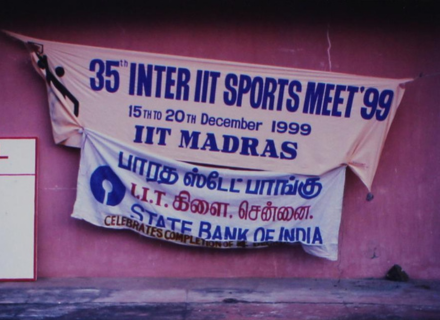 35th INTER IIT SPORTS MEET'99
15TH TO 20TH December 1999
IIT MADRAS
பாரத ஸ்டேட் பாங்கு
I.I.T. கிளை. சென்னை.
STATE BANK OF INDIA
CELEBRATES COMPLETION OF